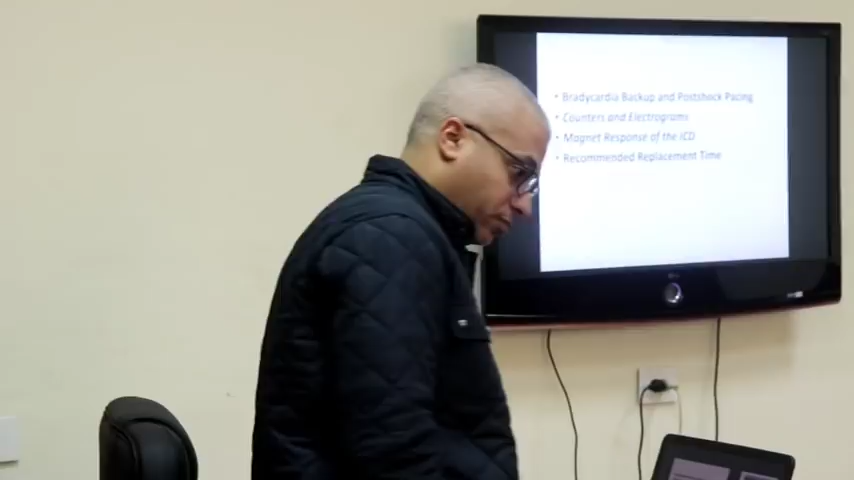 • Bradycardia Backup and Postshock Pacing
• Counters and Electrograms
• Magnet Response of the ICD
• Recommended Replacement Time